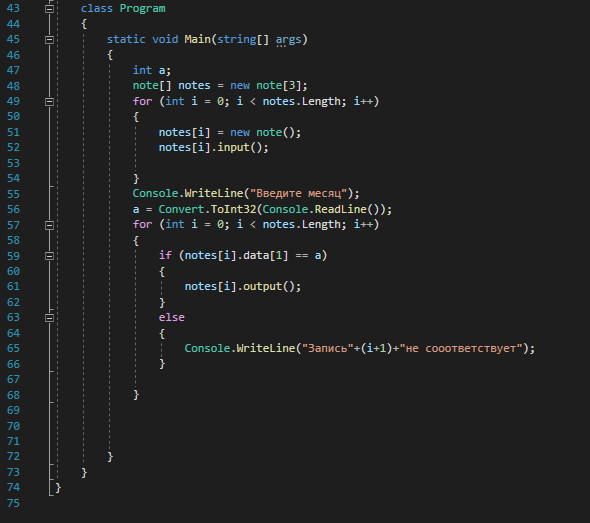 43 class Program
44 {
45 static void Main(string[] args)
46 {
47 int a;
48 note[] notes = new note[3];
49 for (int i = 0; i < notes.Length; i++)
50 {
51 notes[i] = new note();
52 notes[i].input();
53
54 }
55 Console.WriteLine("Введите месяц");
56 a = Convert.ToInt32(Console.ReadLine());
57 for (int i = 0; i < notes.Length; i++)
58 {
59 if (notes[i].data[1] == a)
60 {
61 notes[i].output();
62 }
63 else
64 {
65 Console.WriteLine("Запись"+(i+1)+"не сооответствует");
66 }
67
68 }
69
70
71
72 }
73 }
74 }
75